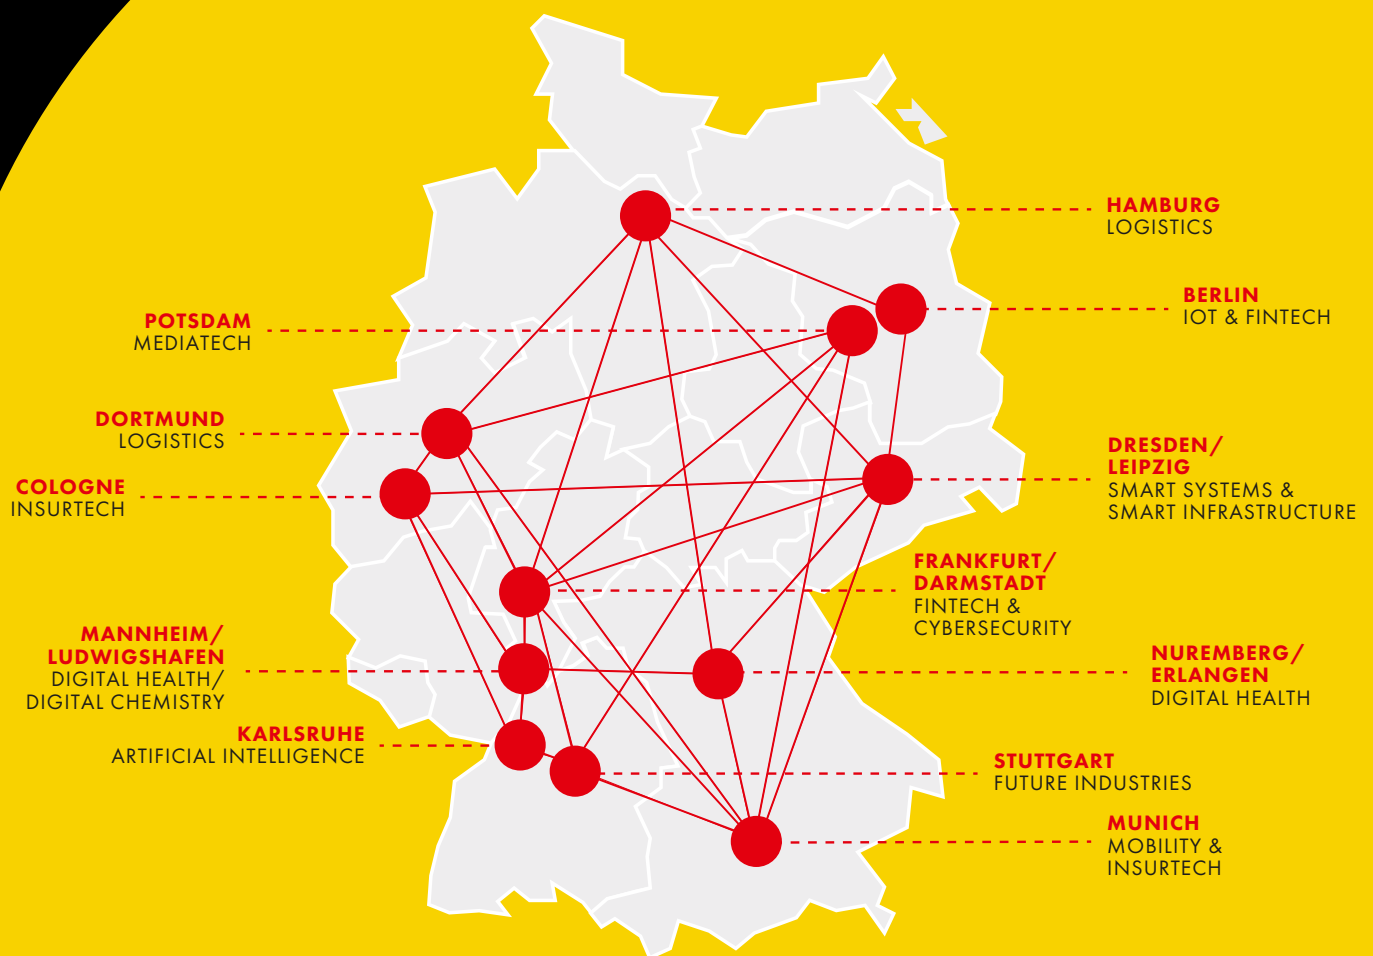 HAMBURG
LOGISTICS
BERLIN
IOT & FINTECH
POTSDAM
MEDIATECH
DORTMUND
LOGISTICS
COLOGNE
INSURTECH
DRESDEN/
LEIPZIG
SMART SYSTEMS &
SMART INFRASTRUCTURE
FRANKFURT/
DARMSTADT
FINTECH &
CYBERSECURITY
MANNHEIM/
LUDWIGSHAFEN
DIGITAL HEALTH/
DIGITAL CHEMISTRY
NUREMBERG/
ERLANGEN
DIGITAL HEALTH
KARLSRUHE
ARTIFICIAL INTELLIGENCE
STUTTGART
FUTURE INDUSTRIES
MUNICH
MOBILITY &
INSURTECH